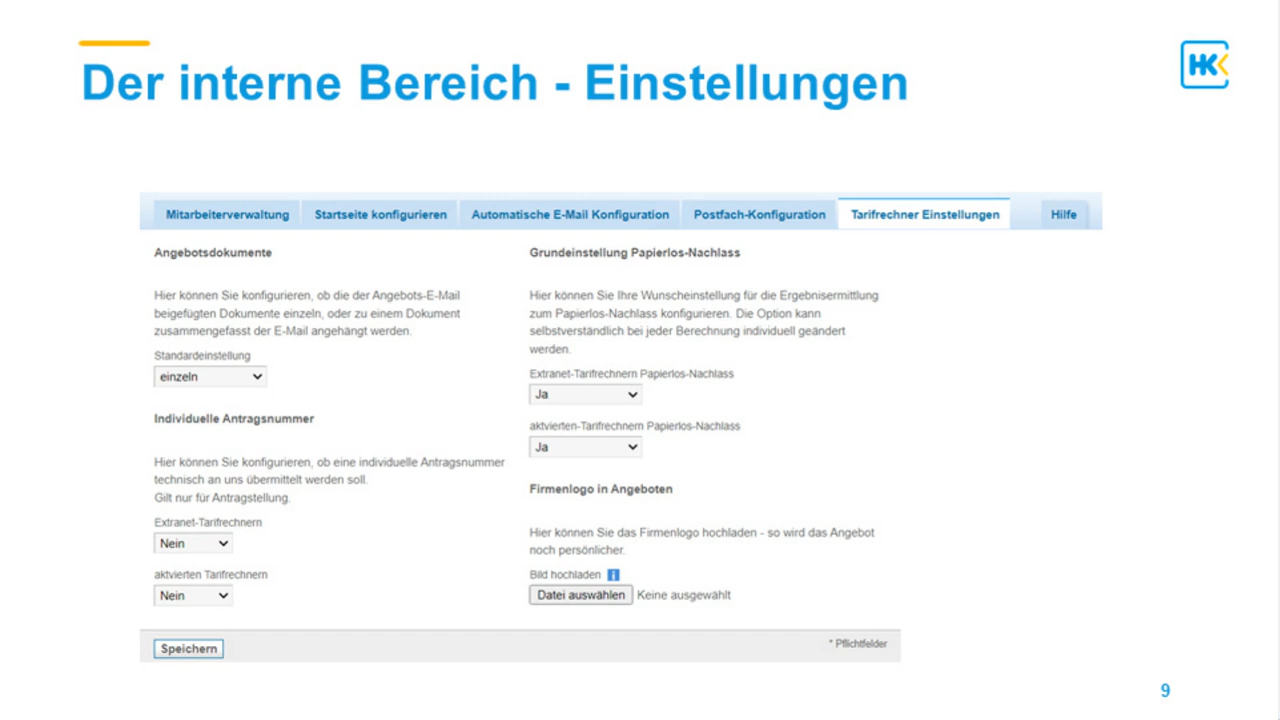 Der interne Bereich - Einstellungen
HK
Mitarbeiterverwaltung
Startseite konfigurieren
Automatische E-Mail Konfiguration
Postfach-Konfiguration
Tarifrechner Einstellungen
Hilfe
Angebotsdokumente
Hier können Sie konfigurieren, ob die der Angebots-E-Mail
beigefügten Dokumente einzeln, oder zu einem Dokument
zusammengefasst der E-Mail angehängt werden.
Standardeinstellung
einzeln
Individuelle Antragsnummer
Hier können Sie konfigurieren, ob eine individuelle Antragsnummer
technisch an uns übermittelt werden soll.
Gilt nur für Antragstellung.
Extranet-Tarifrechnern
Nein
aktvierten Tarifrechnern
Nein
Grundeinstellung Papierlos-Nachlass
Hier können Sie Ihre Wunscheinstellung für die Ergebnisermittlung
zum Papierlos-Nachlass konfigurieren. Die Option kann
selbstverständlich bei jeder Berechnung individuell geändert
werden.
Extranet-Tarifrechnern Papierlos-Nachlass
Ja
aktvierten-Tarifrechnern Papierlos-Nachlass
Ja
Firmenlogo in Angeboten
Hier können Sie das Firmenlogo hochladen - so wird das Angebot
noch persönlicher.
Bild hochladen i
Datei auswählen Keine ausgewählt
Speichern
* Pflichtfelder
9